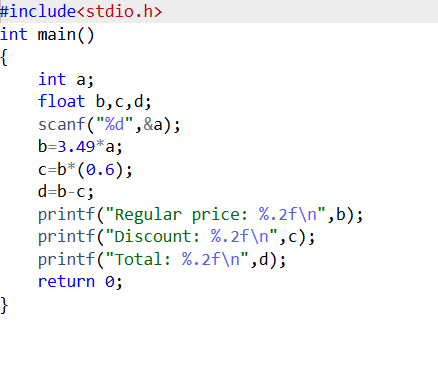 #include<stdio.h>
int main()
{
    int a;
    float b,c,d;
    scanf("%d",&a);
    b=3.49*a;
    c=b*(0.6);
    d=b-c;
    printf("Regular price: %.2f\n",b);
    printf("Discount: %.2f\n",c);
    printf("Total: %.2f\n",d);
    return 0;
}